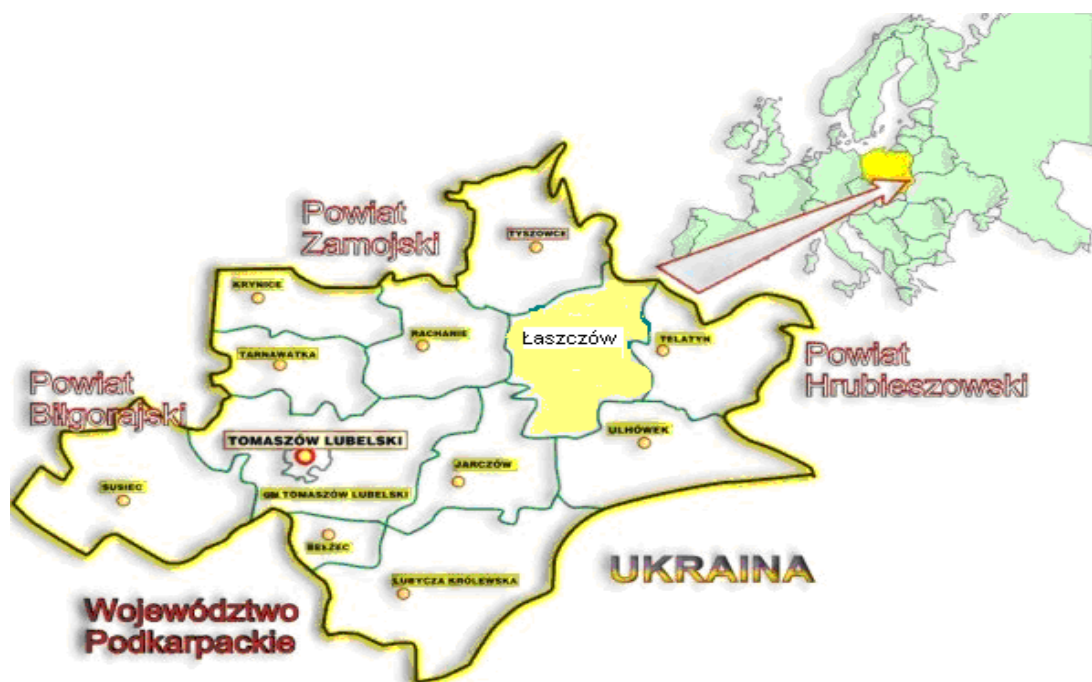 TYSZOWCE
Powiat
Zamojski
KRYNICE
RACHANIE
Łaszczów
TELATYN
TARNAWATKA
Powiat
Hrubieszowski
Powiat
Biłgorajski
TOMASZÓW LUBELSKI
ULHÓWEK
JARCZÓW
SUSIEC
GM. TOMASZÓW LUBELSKI
BEŁŻEC
UKRAINA
LUBYCZA KRÓLEWSKA
Województwo
Podkarpackie